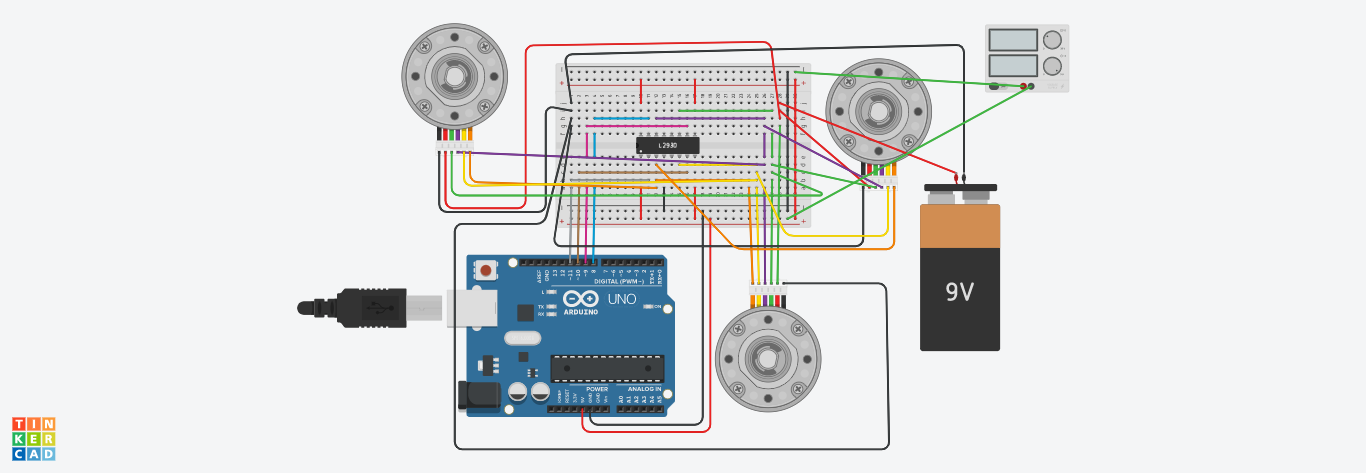 L293D
9V
AREF
GND
13
12
~11
~10
~9
8
7
~6
~5
4
~3
2
TX→1
RX←0
DIGITAL (PWM~)
L
TX
RX
UNO
ON
ARDUINO
POWER
ANALOG IN
IOREF
RESET
3.3V
5V
GND
GND
Vin
A0
A1
A2
A3
A4
A5
TIN
KER
CAD